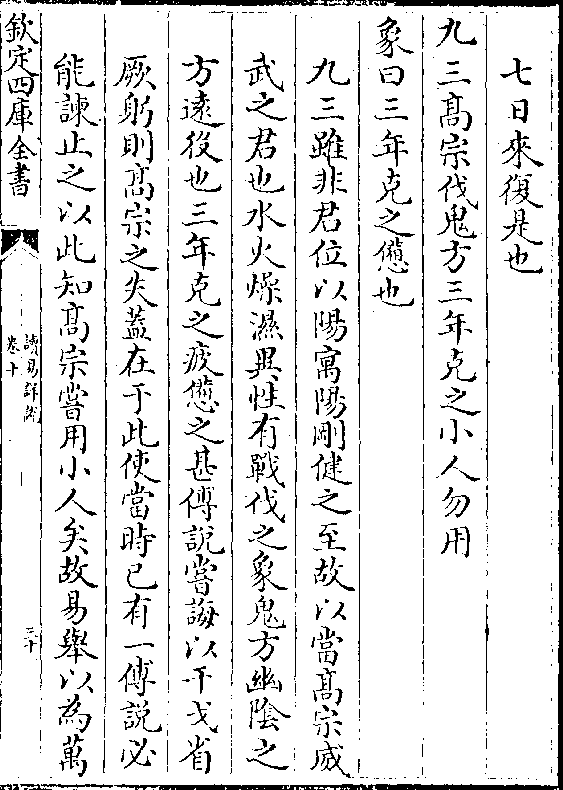 七日來復是也
九三高宗伐鬼方三年克之小人勿用
象曰三年克之憊也
九三雖非君位以陽寓陽剛健之至故以當高宗威
武之君也水火燥濕異性有戰伐之象鬼方幽陰之
方遠役也三年克之疲憊之甚傅說嘗誨以干戈省
厥躬則高宗之失蓋在于此使當時已有一傅說必
能諫止之以此知高宗嘗用小人矣故易舉以為萬
欽定四庫全書
讀易詳說
卷十
三十